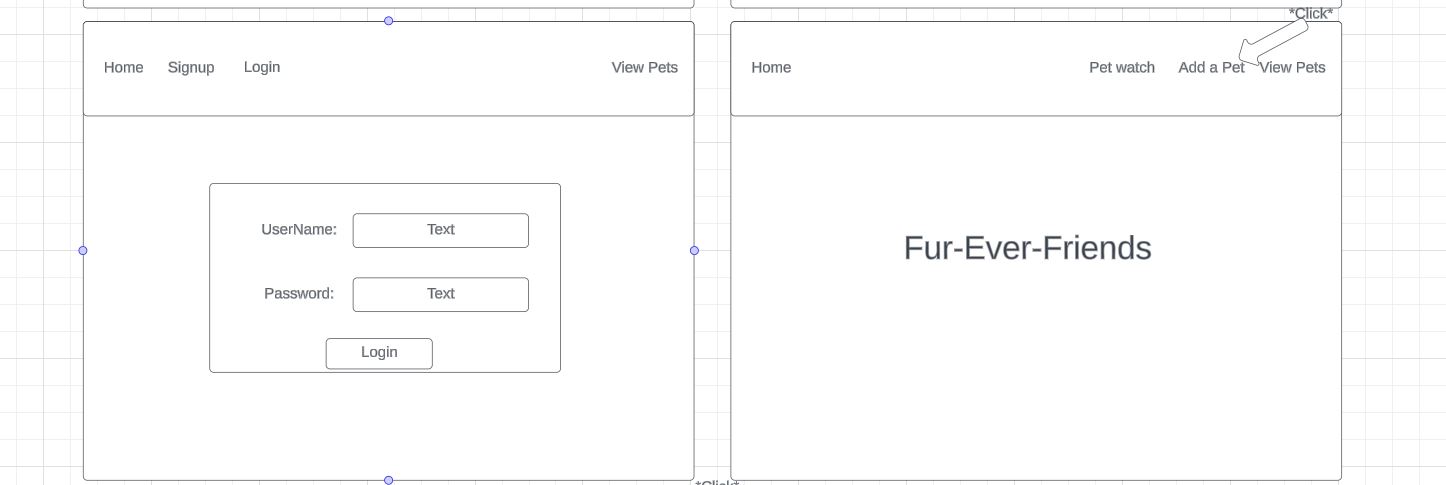 *Click*
Home Signup Login View Pets
Home Pet watch Add a Pet View Pets
UserName: Text
Password: Text
Login
Fur-Ever-Friends
*Click*